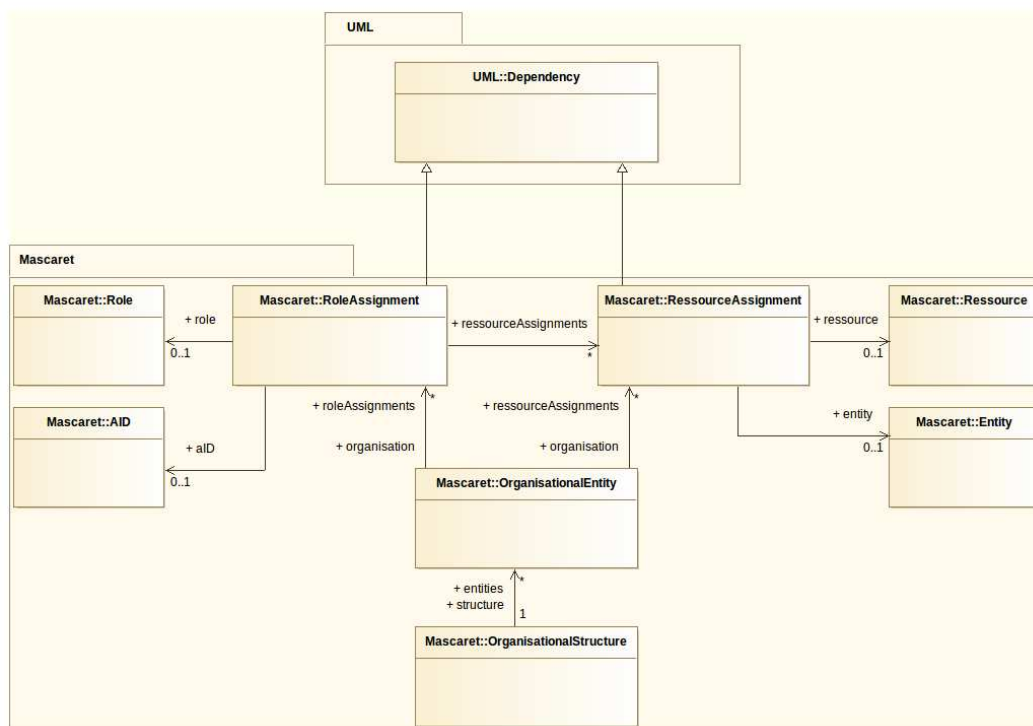 UML
UML::Dependency
Mascaret
Mascaret::Role
Mascaret::RoleAssignment
Mascaret::RessourceAssignment
Mascaret::Ressource
+ role
0..1
+ ressourceAssignments
*
+ ressource
0..1
+ roleAssignments
*
+ ressourceAssignments
*
Mascaret::AID
+ aID
0..1
+ organisation
+ organisation
+ entity
0..1
Mascaret::Entity
Mascaret::OrganisationalEntity
+ entities
*
+ structure
1
Mascaret::OrganisationalStructure